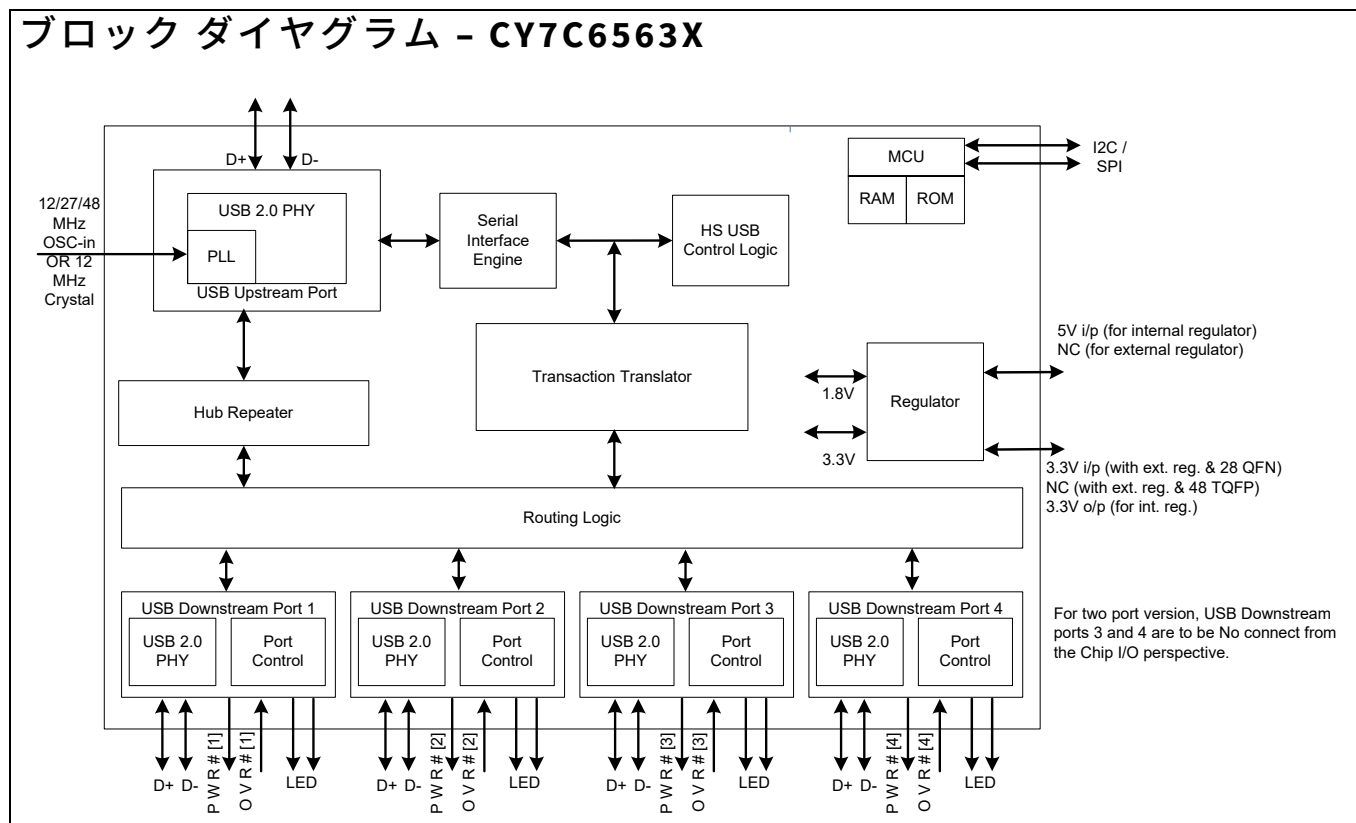 ブロック ダイヤグラム – CY7C6563X
D+ D-
MCU
RAM ROM
I2C /
SPI
12/27/48
MHz
OSC-in
OR 12
MHz
Crystal
USB 2.0 PHY
PLL
USB Upstream Port
Serial
Interface
Engine
HS USB
Control Logic
5V i/p (for internal regulator)
NC (for external regulator)
Hub Repeater
Transaction Translator
1.8V
3.3V
Regulator
3.3V i/p (with ext. reg. & 28 QFN)
NC (with ext. reg. & 48 TQFP)
3.3V o/p (for int. reg.)
Routing Logic
USB Downstream Port 1
USB 2.0
PHY
Port
Control
USB Downstream Port 2
USB 2.0
PHY
Port
Control
USB Downstream Port 3
USB 2.0
PHY
Port
Control
USB Downstream Port 4
USB 2.0
PHY
Port
Control
For two port version, USB Downstream
ports 3 and 4 are to be No connect from
the Chip I/O perspective.
D+ D-
PWR#[1]
OVR#[1]
LED
D+ D-
PWR#[2]
OVR#[2]
LED
D+ D-
PWR#[3]
OVR#[3]
LED
D+ D-
PWR#[4]
OVR#[4]
LED